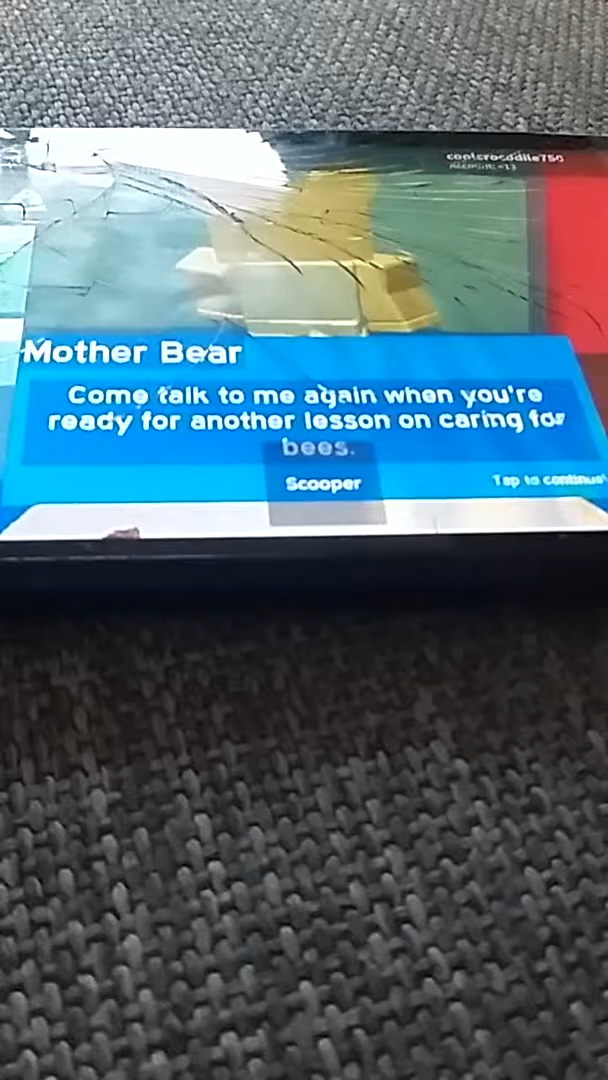 Mother Bear
Come talk to me again when you're
ready for another lesson on caring for
bees.
Scooper
Tap to continue